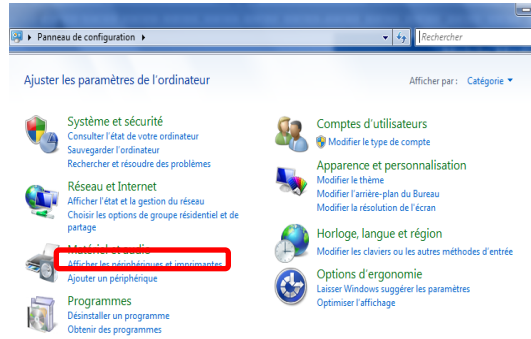 Panneau de configuration
Rechercher
Ajuster les paramètres de l'ordinateur
Afficher par : Catégorie
Système et sécurité
Consulter l'état de votre ordinateur
Sauvegarder l'ordinateur
Rechercher et résoudre des problèmes
Réseau et Internet
Afficher l'état et la gestion du réseau
Choisir les options de groupe résidentiel et de
partage
Matériel et audio
Afficher les périphériques et imprimantes
Ajouter un périphérique
Programmes
Désinstaller un programme
Obtenir des programmes
Comptes d'utilisateurs
Modifier le type de compte
Apparence et personnalisation
Modifier le thème
Modifier l'arrière-plan du Bureau
Modifier la résolution de l'écran
Horloge, langue et région
Modifier les claviers ou les autres méthodes d'entrée
Options d'ergonomie
Laisser Windows suggérer les paramètres
Optimiser l'affichage